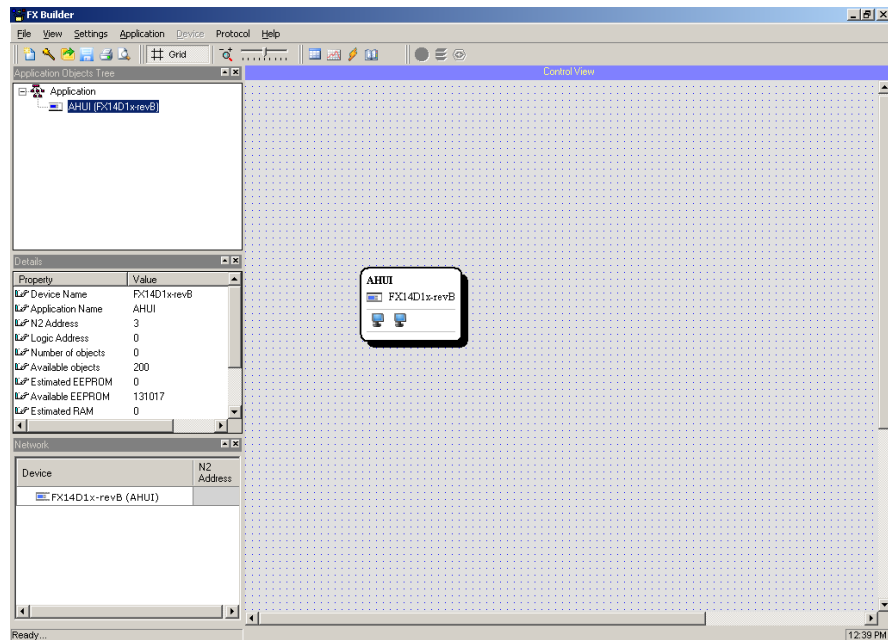 FX Builder
File View Settings Application Device Protocol Help
Grid
Application Objects Tree
Control View
Application
AHUI (FX14D1x-revB)
Details
Property Value
Device Name FX14D1x-revB
Application Name AHUI
N2 Address 3
Logic Address 0
Number of objects 0
Available objects 200
Estimated EEPROM 0
Available EEPROM 131017
Estimated RAM 0
AHUI
FX14D1x-revB
Network
Device N2 Address
FX14D1x-revB (AHUI)
Ready...
12:39 PM